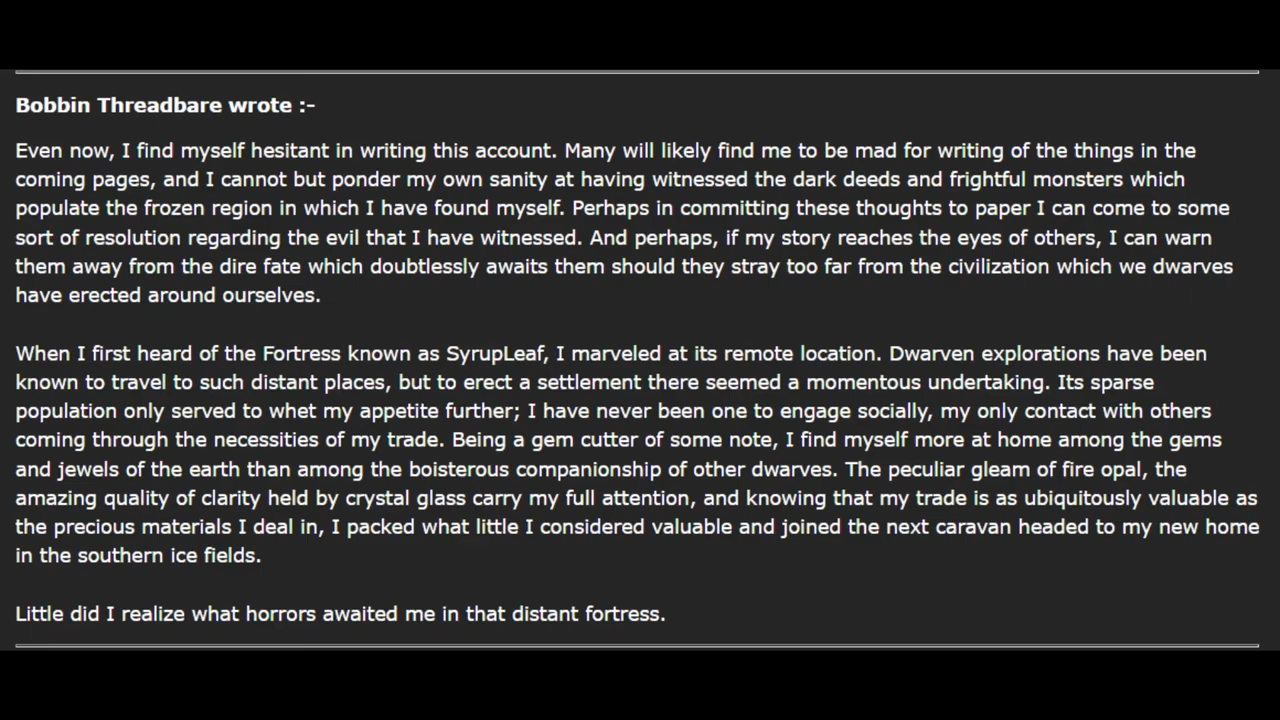 Bobbin Threadbare wrote :-
Even now, I find myself hesitant in writing this account. Many will likely find me to be mad for writing of the things in the
coming pages, and I cannot but ponder my own sanity at having witnessed the dark deeds and frightful monsters which
populate the frozen region in which I have found myself. Perhaps in committing these thoughts to paper I can come to some
sort of resolution regarding the evil that I have witnessed. And perhaps, if my story reaches the eyes of others, I can warn
them away from the dire fate which doubtlessly awaits them should they stray too far from the civilization which we dwarves
have erected around ourselves.
When I first heard of the Fortress known as SyrupLeaf, I marveled at its remote location. Dwarven explorations have been
known to travel to such distant places, but to erect a settlement there seemed a momentous undertaking. Its sparse
population only served to whet my appetite further; I have never been one to engage socially, my only contact with others
coming through the necessities of my trade. Being a gem cutter of some note, I find myself more at home among the gems
and jewels of the earth than among the boisterous companionship of other dwarves. The peculiar gleam of fire opal, the
amazing quality of clarity held by crystal glass carry my full attention, and knowing that my trade is as ubiquitously valuable as
the precious materials I deal in, I packed what little I considered valuable and joined the next caravan headed to my new home
in the southern ice fields.
Little did I realize what horrors awaited me in that distant fortress.